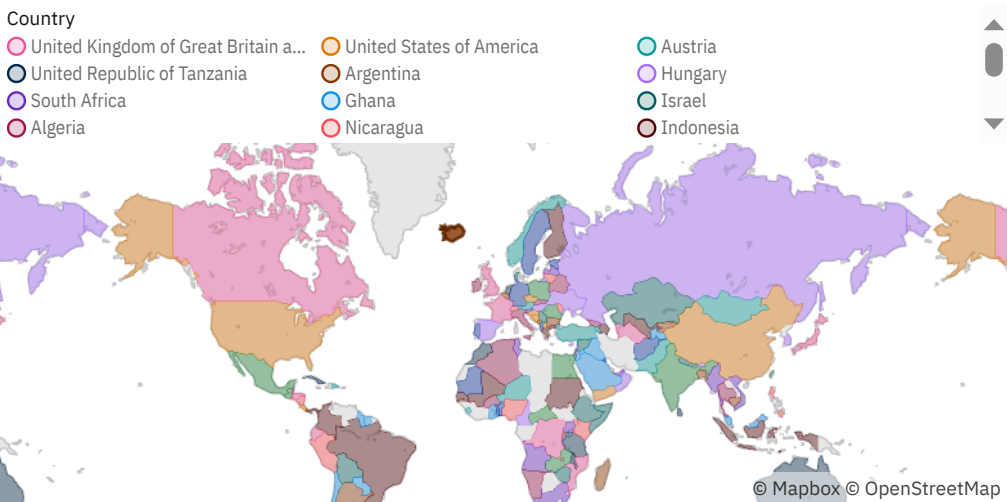 Country
United Kingdom of Great Britain a... United States of America Austria
United Republic of Tanzania Argentina Hungary
South Africa Ghana Israel
Algeria Nicaragua Indonesia
© Mapbox © OpenStreetMap